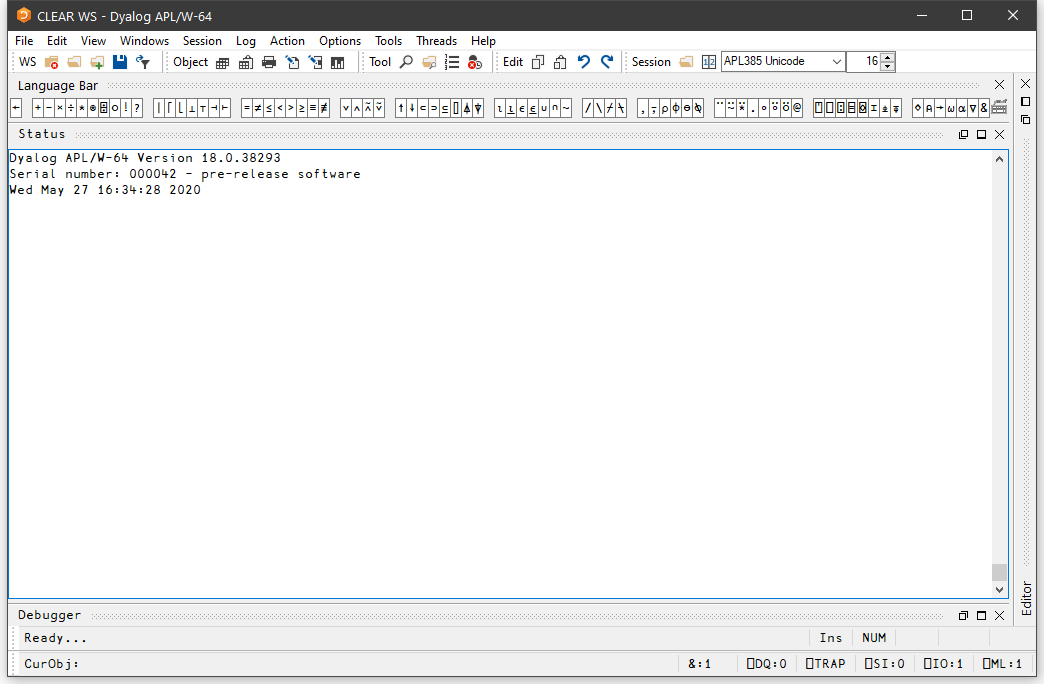 CLEAR WS - Dyalog APL/W-64
File Edit View Windows Session Log Action Options Tools Threads Help
WS Object Tool Edit Session APL385 Unicode 16
Language Bar
← + - × ÷ * ⍟ ⌹ ○ ! ? | ⌈ ⌊ ⊥ ⊤ ⊣ ⊢ = ≠ ≤ < > ≥ ≡ ≢ ∨ ∧ ⍲ ⍱ ↑ ↓ ⊂ ⊃ ⊆ ⌷ ⍋ ⍒ ⍳ ⍸ ∊ ⍷ ∪ ∩ ~ / \ ⌿ ⍀ , ⍪ ⍴ ⌽ ⊖ ⍉ ¨ ⍨ ⍣ . ∘ ⍤ ⍥ @ ⍞ ⎕ ⍠ ⌸ ⌺ ⌶ ⍎ ⍕ ⋄ ⍝ → ⍵ ⍺ ∇ &
Status
Dyalog APL/W-64 Version 18.0.38293
Serial number: 000042 - pre-release software
Wed May 27 16:34:28 2020
Editor
Debugger
Ready... Ins NUM
CurObj: &:1 ⎕DQ:0 ⎕TRAP ⎕SI:0 ⎕IO:1 ⎕ML:1